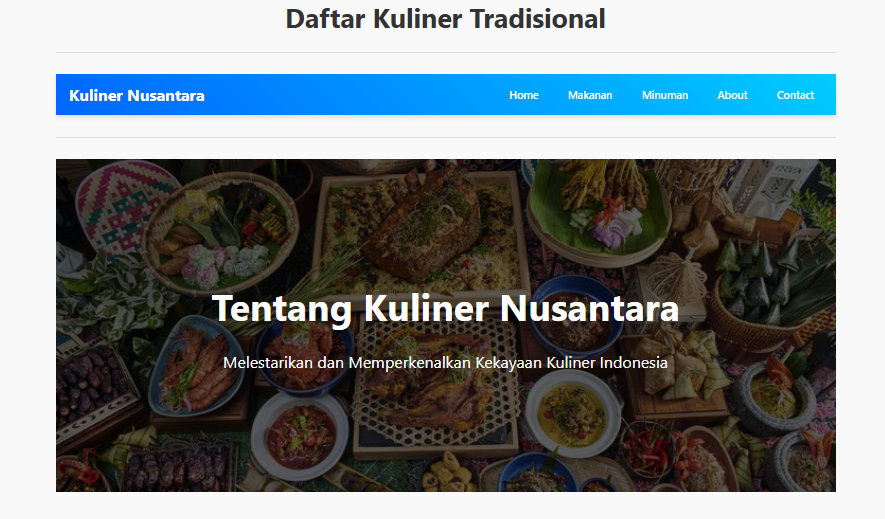 Daftar Kuliner Tradisional
Kuliner Nusantara Home Makanan Minuman About Contact
Tentang Kuliner Nusantara
Melestarikan dan Memperkenalkan Kekayaan Kuliner Indonesia